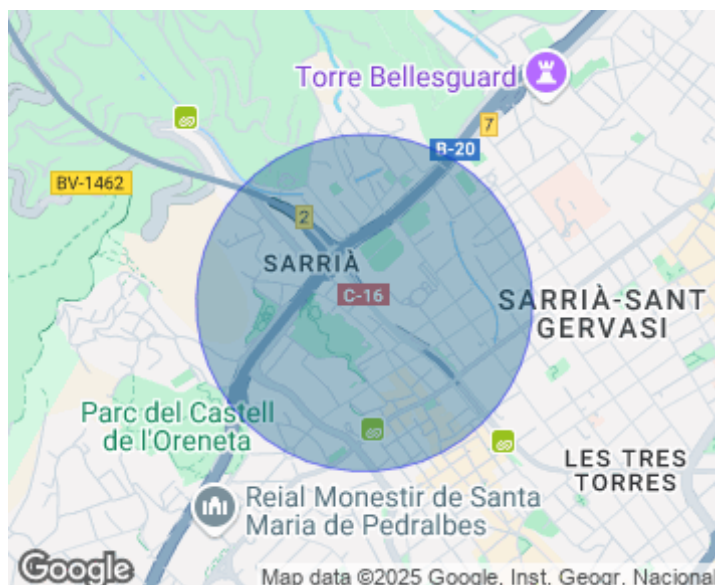 Torre Bellesguard
7
B-20
BV-1462
2
SARRIÀ
C-16
SARRIÀ-SANT
GERVASI
Parc del Castell
de l'Oreneta
LES TRES
TORRES
Reial Monestir de Santa
Maria de Pedralbes
Google
Map data ©2025 Google, Inst. Geogr. Nacional